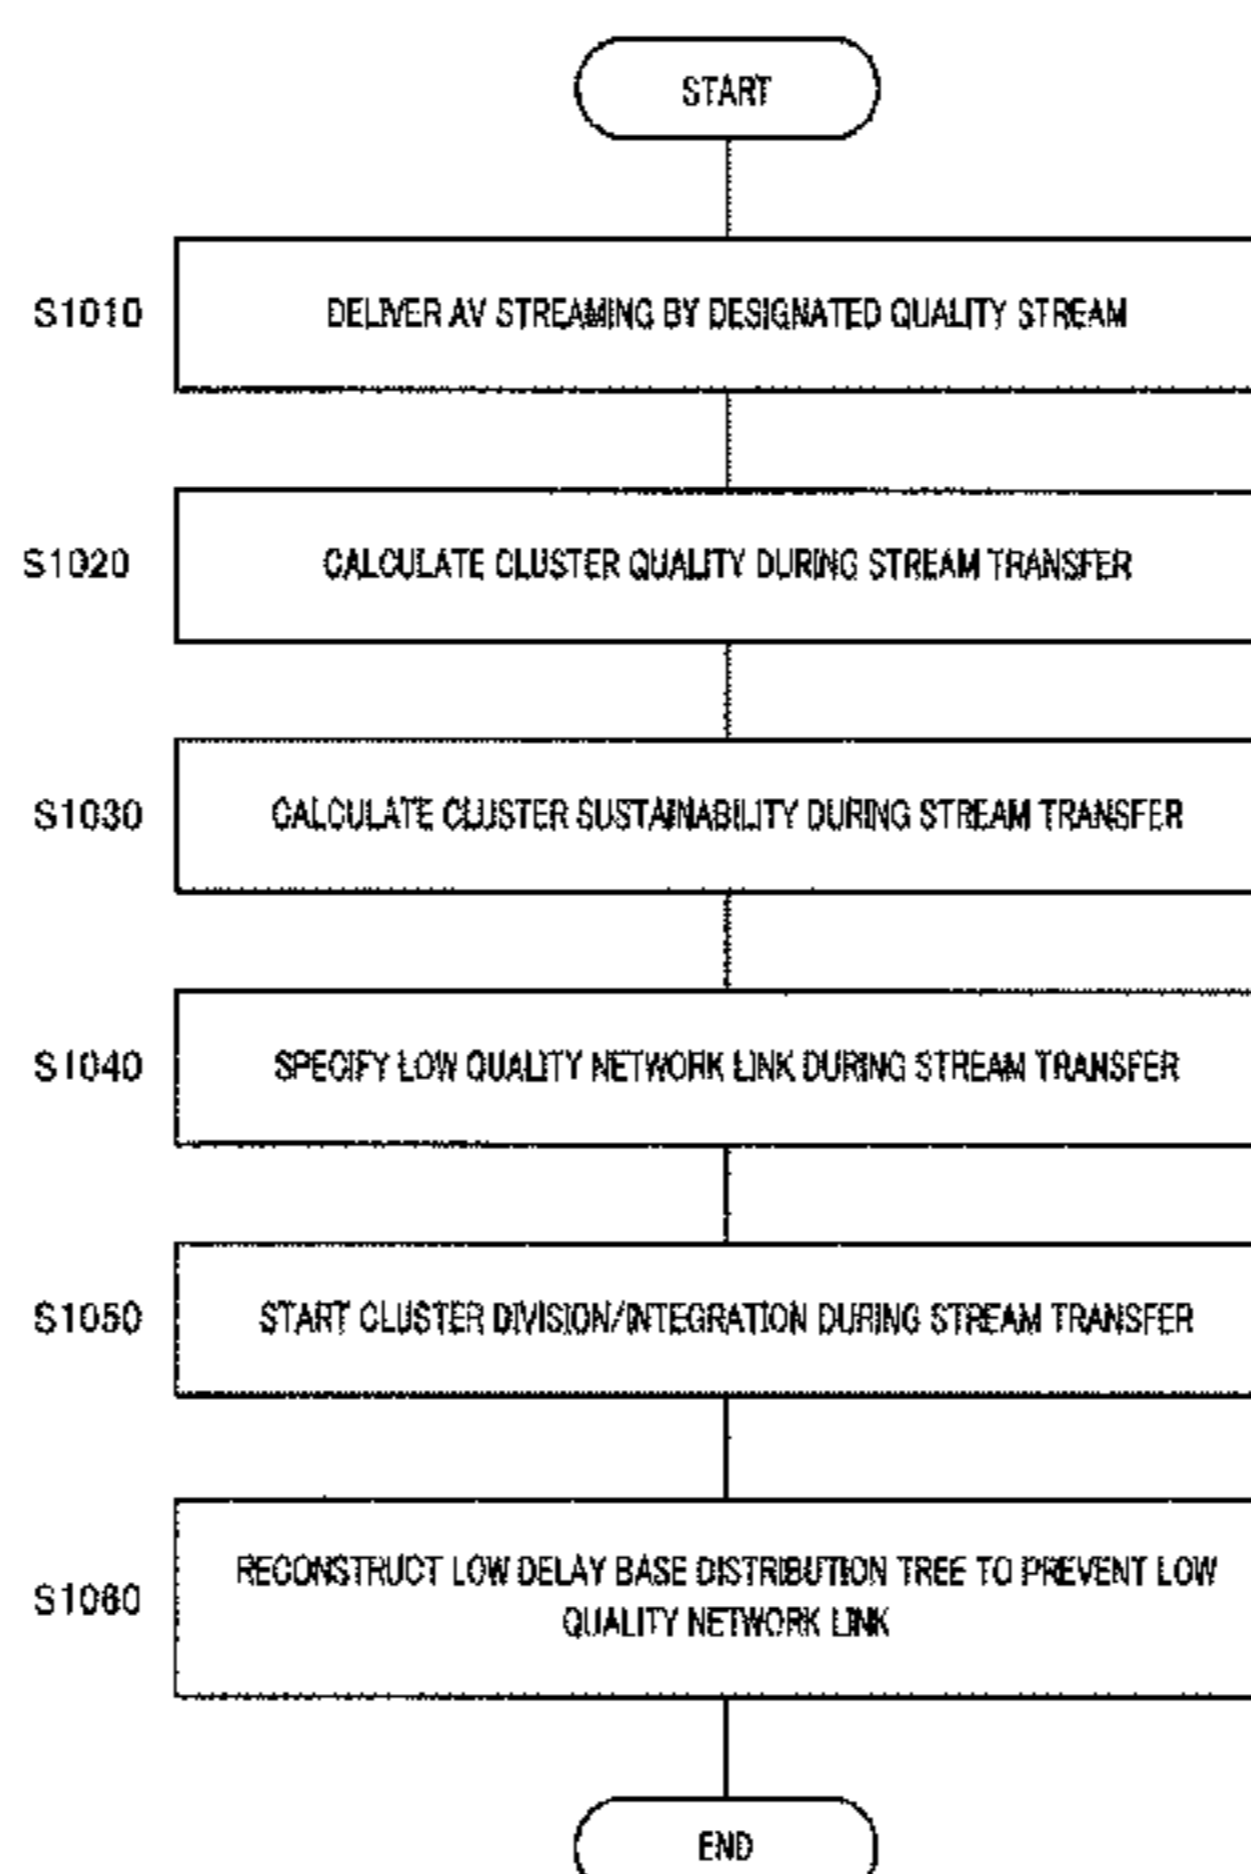 START
S1010
DELIVER AV STREAMING BY DESIGNATED QUALITY STREAM
S1020
CALCULATE CLUSTER QUALITY DURING STREAM TRANSFER
S1030
CALCULATE CLUSTER SUSTAINABILITY DURING STREAM TRANSFER
S1040
SPECIFY LOW QUALITY NETWORK LINK DURING STREAM TRANSFER
S1050
START CLUSTER DIVISION/INTEGRATION DURING STREAM TRANSFER
S1060
RECONSTRUCT LOW DELAY BASE DISTRIBUTION TREE TO PREVENT LOW
QUALITY NETWORK LINK
END